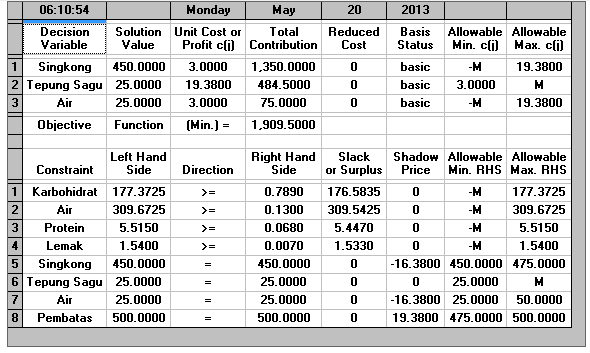 06:10:54 Monday May 20 2013
Decision Variable Solution Value Unit Cost or Profit c(j) Total Contribution Reduced Cost Basis Status Allowable Min. c(j) Allowable Max. c(j)
1 Singkong 450.0000 3.0000 1,350.0000 0 basic -M 19.3800
2 Tepung Sagu 25.0000 19.3800 484.5000 0 basic 3.0000 M
3 Air 25.0000 3.0000 75.0000 0 basic -M 19.3800
Objective Function (Min.) = 1,909.5000
Constraint Left Hand Side Direction Right Hand Side Slack or Surplus Shadow Price Allowable Min. RHS Allowable Max. RHS
1 Karbohidrat 177.3725 >= 0.7890 176.5835 0 -M 177.3725
2 Air 309.6725 >= 0.1300 309.5425 0 -M 309.6725
3 Protein 5.5150 >= 0.0680 5.4470 0 -M 5.5150
4 Lemak 1.5400 >= 0.0070 1.5330 0 -M 1.5400
5 Singkong 450.0000 = 450.0000 0 -16.3800 450.0000 475.0000
6 Tepung Sagu 25.0000 = 25.0000 0 0 25.0000 M
7 Air 25.0000 = 25.0000 0 -16.3800 25.0000 50.0000
8 Pembatas 500.0000 = 500.0000 0 19.3800 475.0000 500.0000